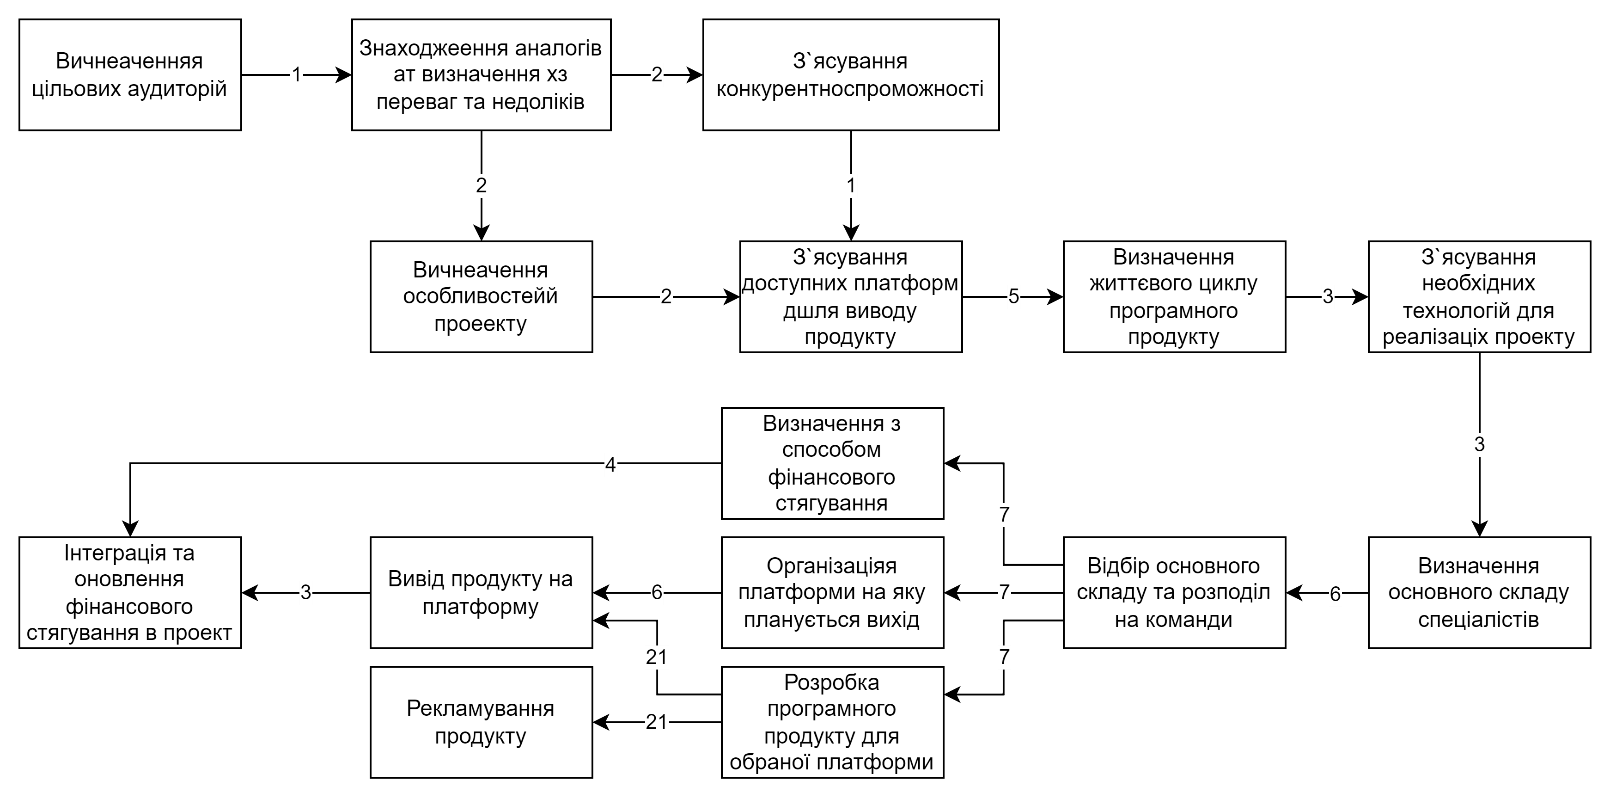 Вичнеаченняя
цільових аудиторій
1
Знаходжеення аналогів
ат визначення хз
переваг та недоліків
2
З`ясування
конкурентноспроможності
2
1
Вичнеачення
особливостейй
проеекту
2
З`ясування
доступних платформ
дшля виводу
продукту
5
Визначення
життєвого циклу
програмного
продукту
3
З`ясування
необхідних
технологій для
реалізаціх проекту
3
Визначення з
способом
фінансового
стягування
4
7
Інтеграція та
оновлення
фінансового
стягування в проект
3
Вивід продукту на
платформу
6
Організаціяя
платформи на яку
планується вихід
7
Відбір основного
складу та розподіл
на команди
6
Визначення
основного складу
спеціалістів
21
7
Рекламування
продукту
21
Розробка
програмного
продукту для
обраної платформи